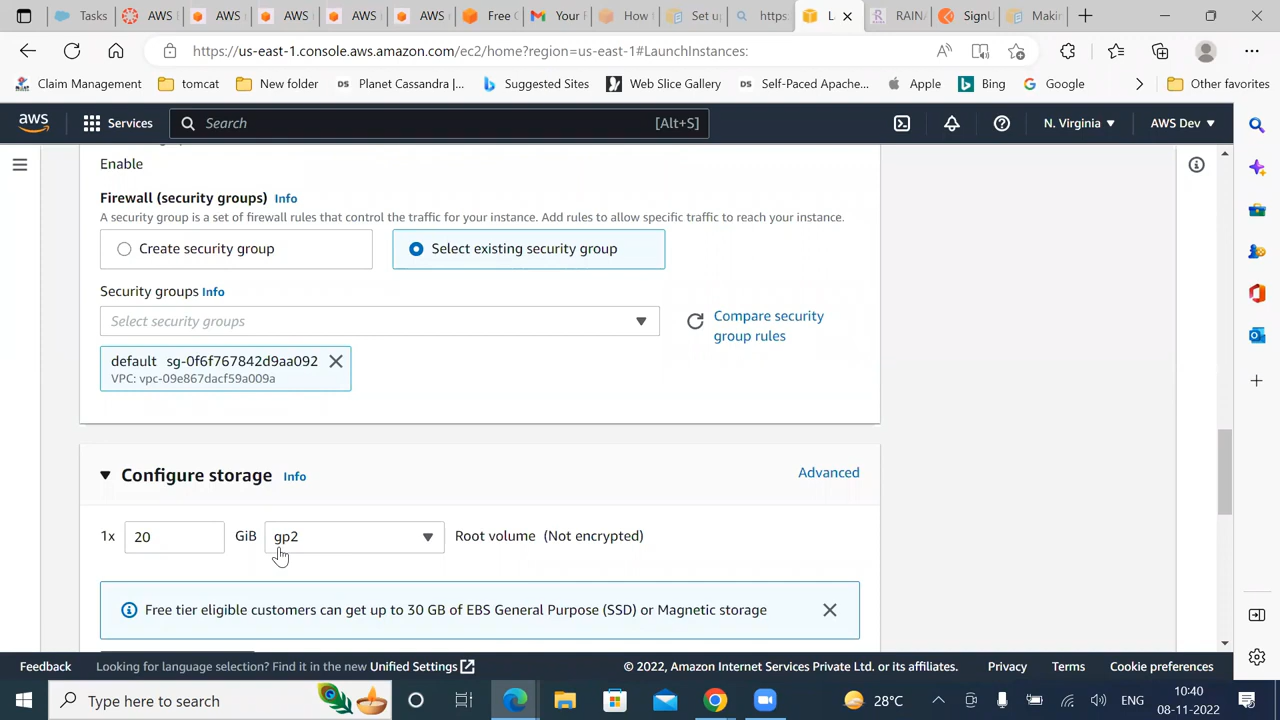 Tasks
AWS D
AWS
AWS
AWS
AWS
Free C
Your F
How t
Set up
https
L
RAINA
SignU
Makin
https://us-east-1.console.aws.amazon.com/ec2/home?region=us-east-1#LaunchInstances:
Claim Management
tomcat
New folder
Planet Cassandra |...
Suggested Sites
Web Slice Gallery
DS
Self-Paced Apache...
Apple
Bing
Google
Other favorites
aws
Services
Search
[Alt+S]
N. Virginia
AWS Dev
Enable
Firewall (security groups) Info
A security group is a set of firewall rules that control the traffic for your instance. Add rules to allow specific traffic to reach your instance.
Create security group
Select existing security group
Security groups Info
Select security groups
Compare security
group rules
default sg-0f6f767842d9aa092
VPC: vpc-09e867dacf59a009a
Configure storage Info
Advanced
1x 20 GiB gp2 Root volume (Not encrypted)
Free tier eligible customers can get up to 30 GB of EBS General Purpose (SSD) or Magnetic storage
Feedback
Looking for language selection? Find it in the new Unified Settings
© 2022, Amazon Internet Services Private Ltd. or its affiliates.
Privacy
Terms
Cookie preferences
Type here to search
28°C
ENG
10:40
08-11-2022